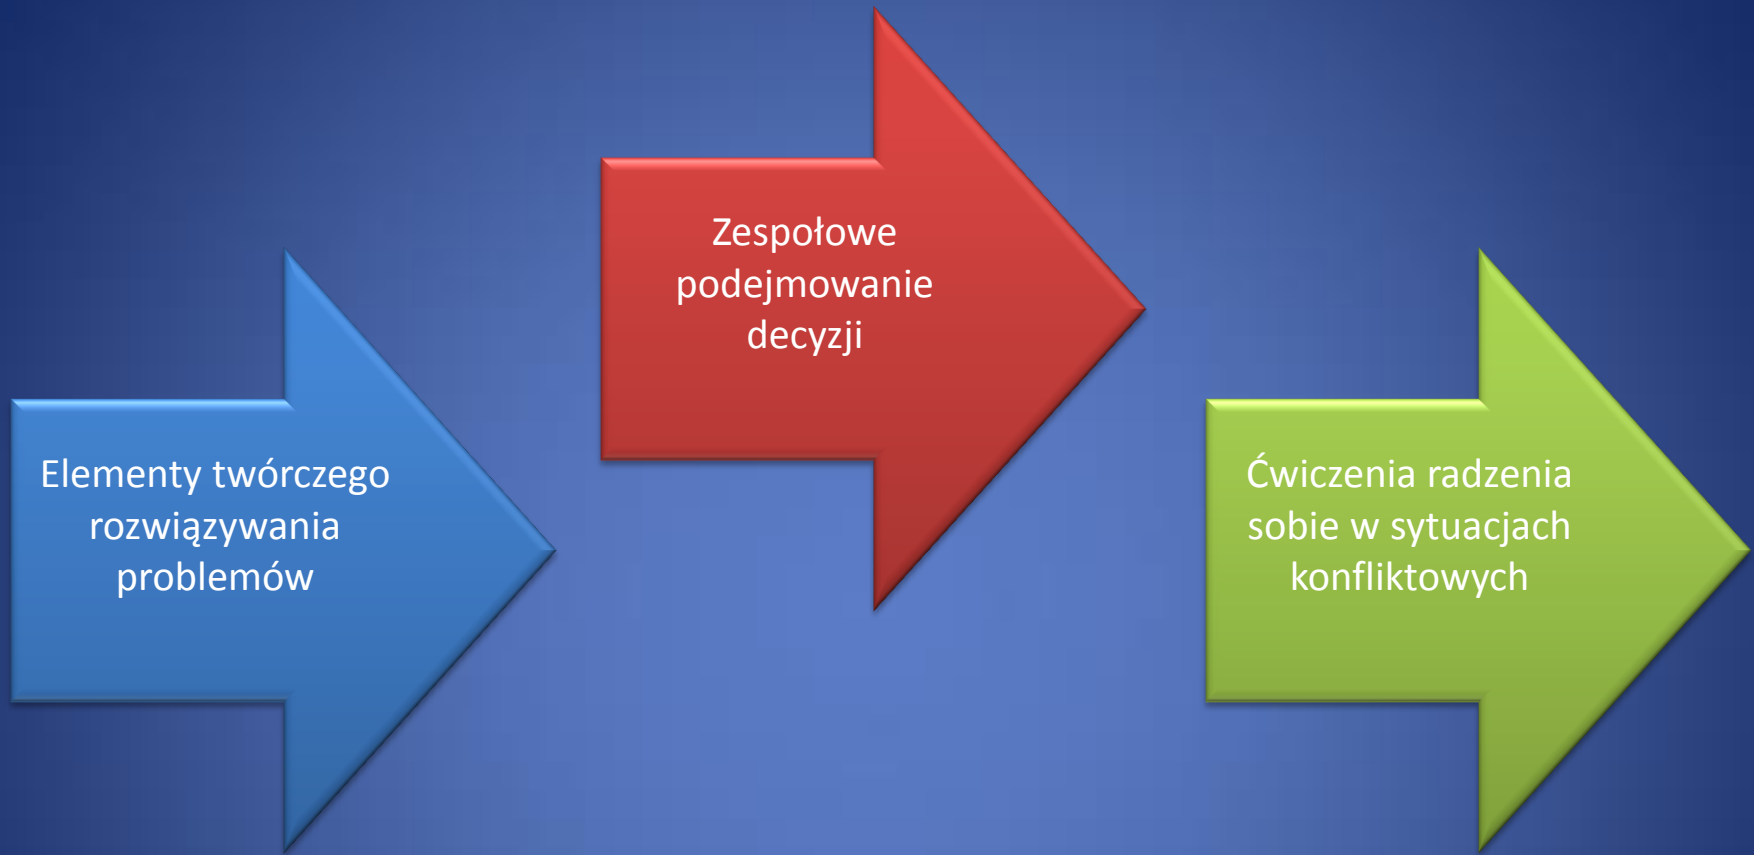 Elementy twórczego
rozwiązywania
problemów
Zespołowe
podejmowanie
decyzji
Ćwiczenia radzenia
sobie w sytuacjach
konfliktowych